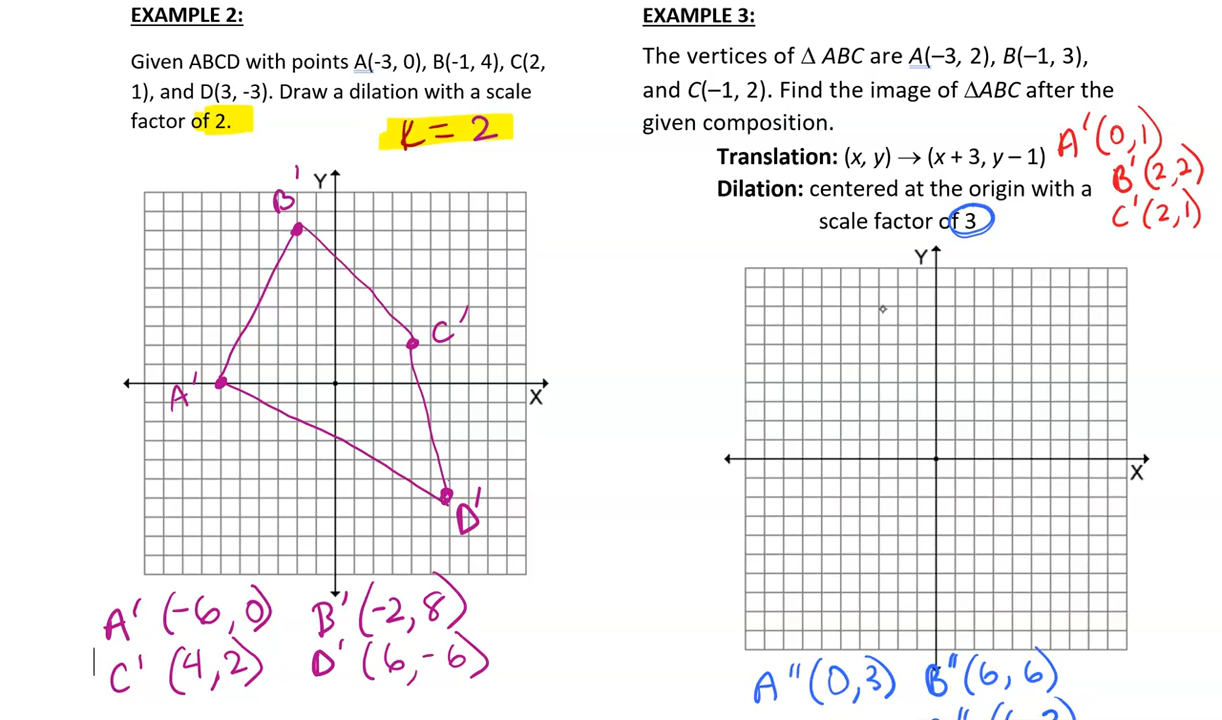 EXAMPLE 2:
Given ABCD with points A(-3, 0), B(-1, 4), C(2,
1), and D(3, -3). Draw a dilation with a scale
factor of 2.
K = 2
Y
B'
C'
A'
X
D'
A' (-6, 0) B' (-2, 8)
C' (4, 2) D' (6, -6)
EXAMPLE 3:
The vertices of Δ ABC are A(−3, 2), B(−1, 3),
and C(−1, 2). Find the image of ΔABC after the
given composition.
Translation: (x, y) → (x + 3, y − 1)
Dilation: centered at the origin with a
scale factor of 3
A' (0, 1)
B' (2, 2)
C' (2, 1)
Y
X
A" (0, 3) B" (6, 6)